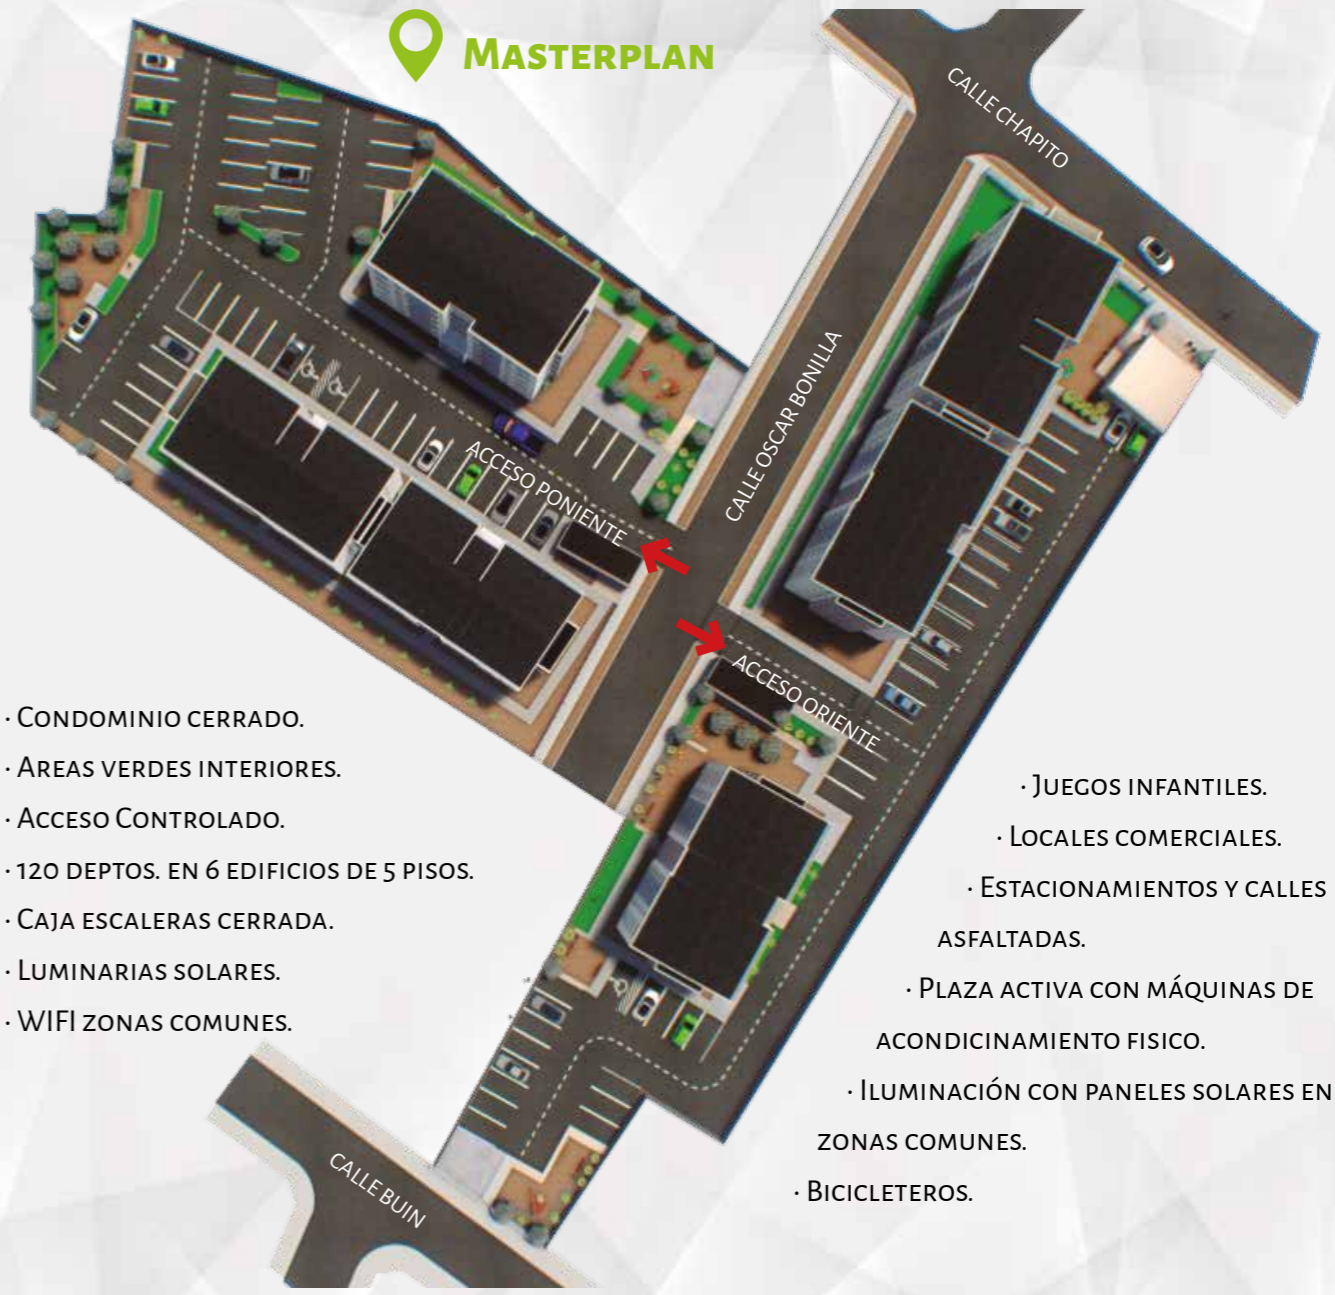 MASTERPLAN
CALLE CHAPITO
CALLE OSCAR BONILLA
ACCESO PONIENTE
ACCESO ORIENTE
· CONDOMINIO CERRADO.
· AREAS VERDES INTERIORES.
· ACCESO CONTROLADO.
· 120 DEPTOS. EN 6 EDIFICIOS DE 5 PISOS.
· CAJA ESCALERAS CERRADA.
· LUMINARIAS SOLARES.
· WIFI ZONAS COMUNES.
· JUEGOS INFANTILES.
· LOCALES COMERCIALES.
· ESTACIONAMIENTOS Y CALLES
ASFALTADAS.
· PLAZA ACTIVA CON MÁQUINAS DE
ACONDICINAMIENTO FISICO.
· ILUMINACIÓN CON PANELES SOLARES EN
ZONAS COMUNES.
· BICICLETEROS.
CALLE BUIN